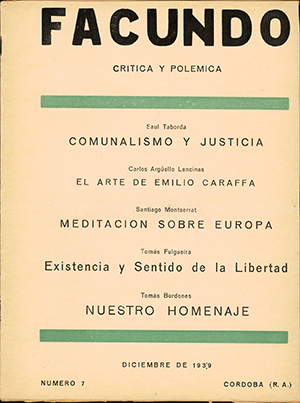 FACUNDO
CRITICA Y POLEMICA
Saul Taborda
COMUNALISMO Y JUSTICIA
Carlos Argüello Lencinas
EL ARTE DE EMILIO CARAFFA
Santiago Montserrat
MEDITACION SOBRE EUROPA
Tomás Fulgueira
Existencia y Sentido de la Libertad
Tomás Bordones
NUESTRO HOMENAJE
DICIEMBRE DE 1939
NUMERO 7 CORDOBA (R. A.)